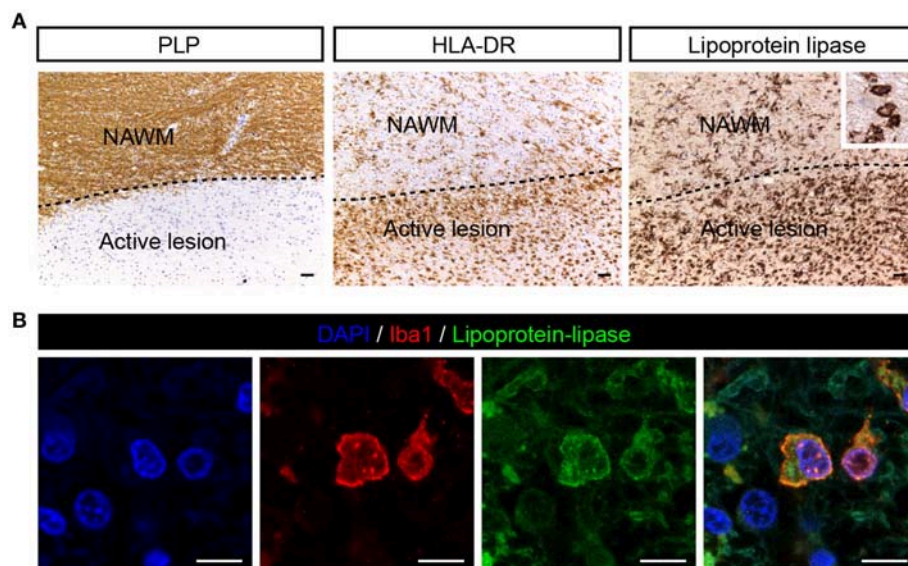 A
PLP
HLA-DR
Lipoprotein lipase
NAWM
NAWM
NAWM
Active lesion
Active lesion
Active lesion
B
DAPI / Iba1 / Lipoprotein-lipase